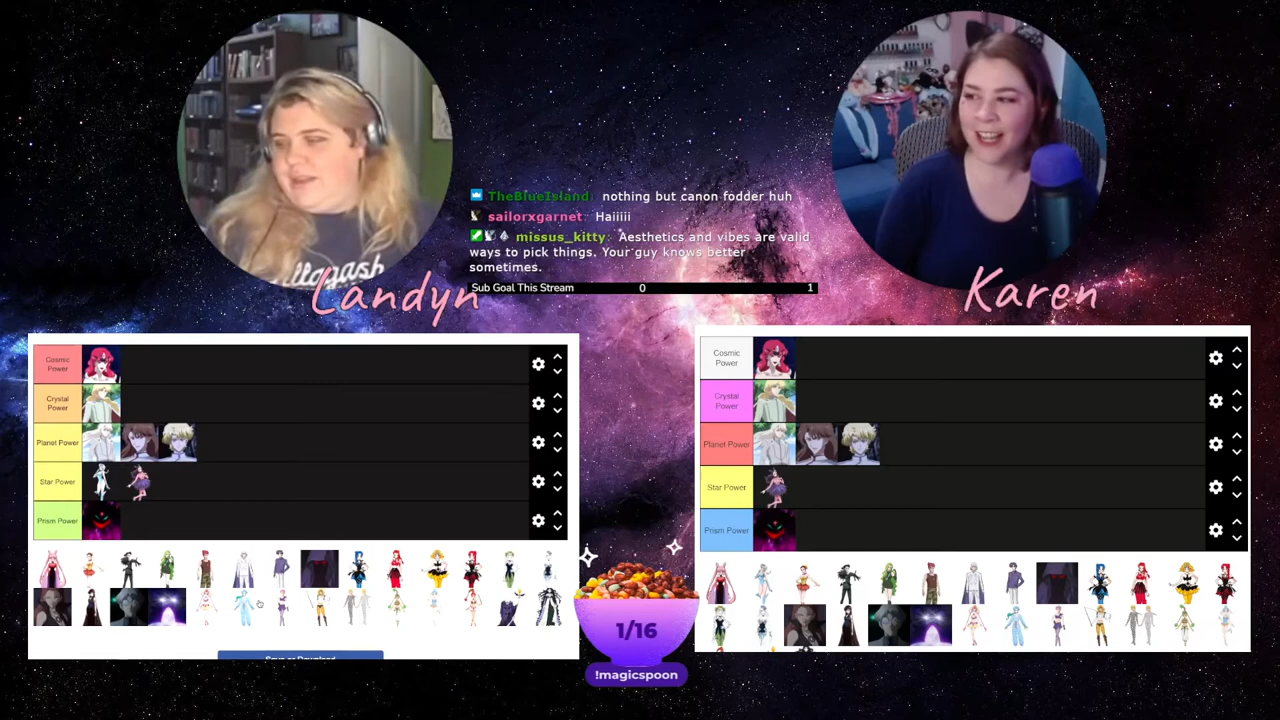 TheBlueIsland nothing but canon fodder huh
sailorxgarnet: Haiiiii
missus_kitty: Aesthetics and vibes are valid
ways to pick things. Your guy knows better
sometimes.
Sub Goal This Stream 0 1
llagash
Landyn
Karen
Cosmic
Power
Crystal
Power
Planet Power
Star Power
Prism Power
Cosmic
Power
Crystal
Power
Planet Power
Star Power
Prism Power
1/16
!magicspoon